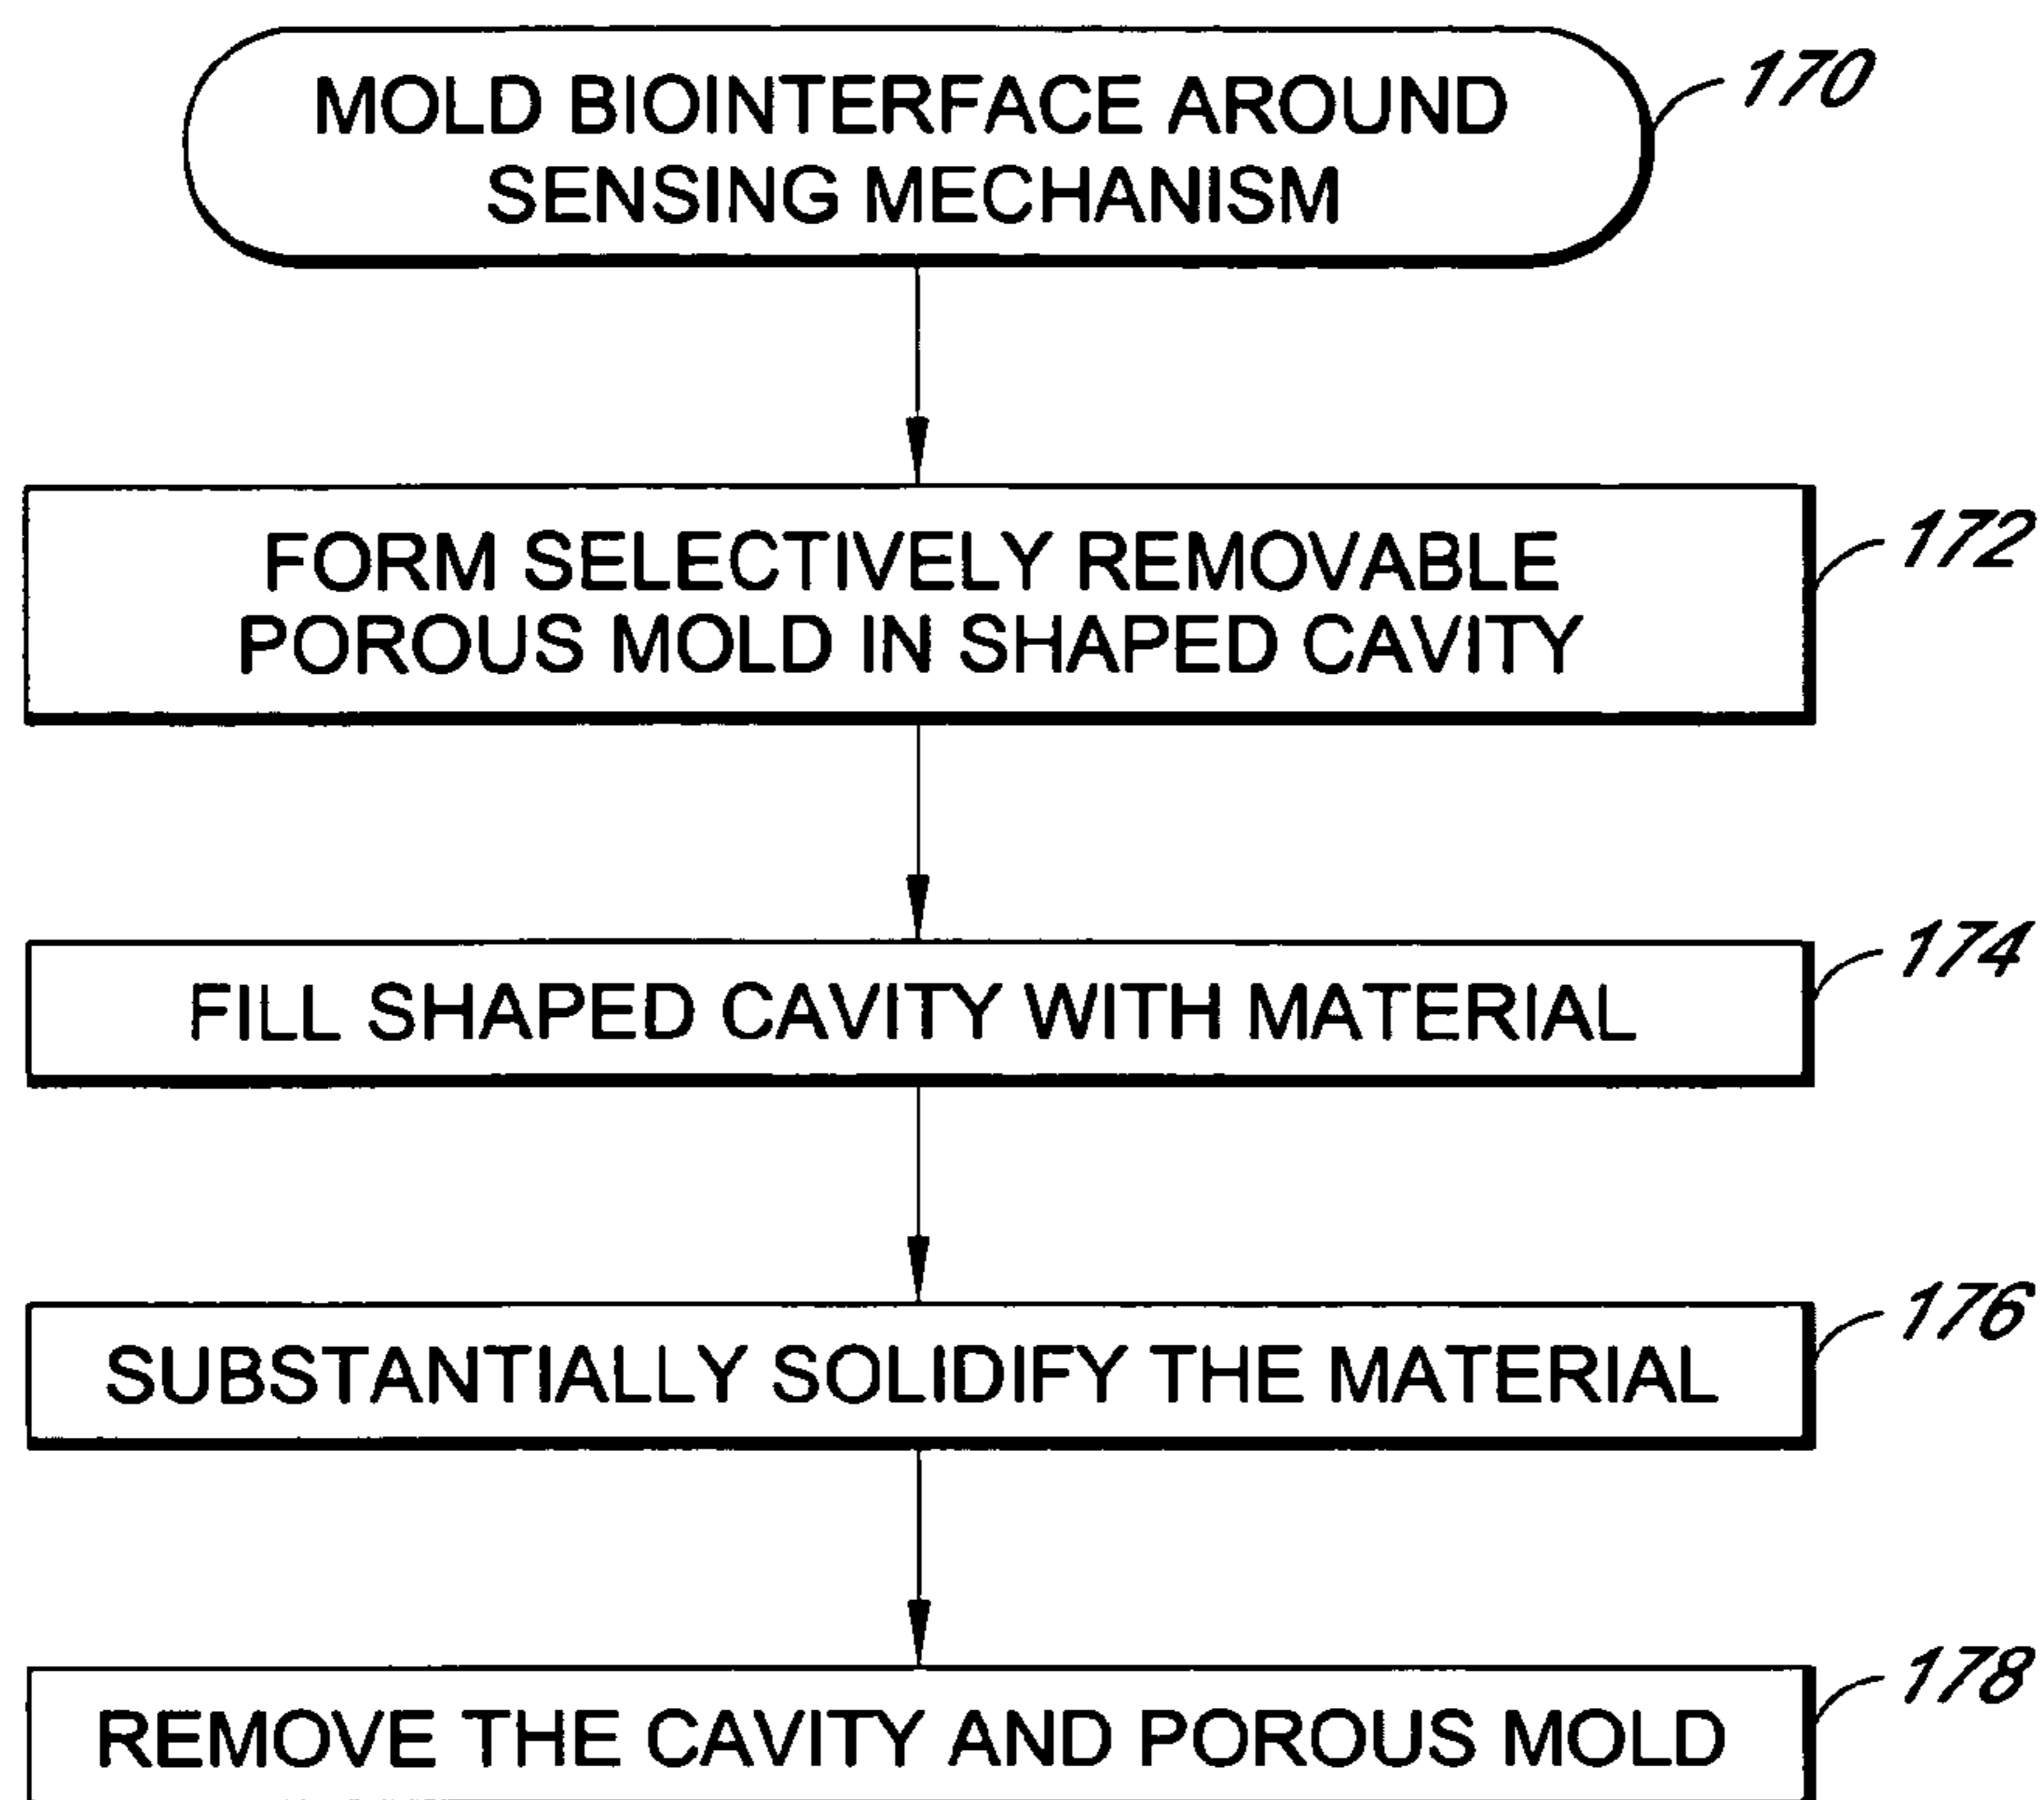 MOLD BIOINTERFACE AROUND
SENSING MECHANISM
170
FORM SELECTIVELY REMOVABLE
POROUS MOLD IN SHAPED CAVITY
172
FILL SHAPED CAVITY WITH MATERIAL
174
SUBSTANTIALLY SOLIDIFY THE MATERIAL
176
REMOVE THE CAVITY AND POROUS MOLD
178